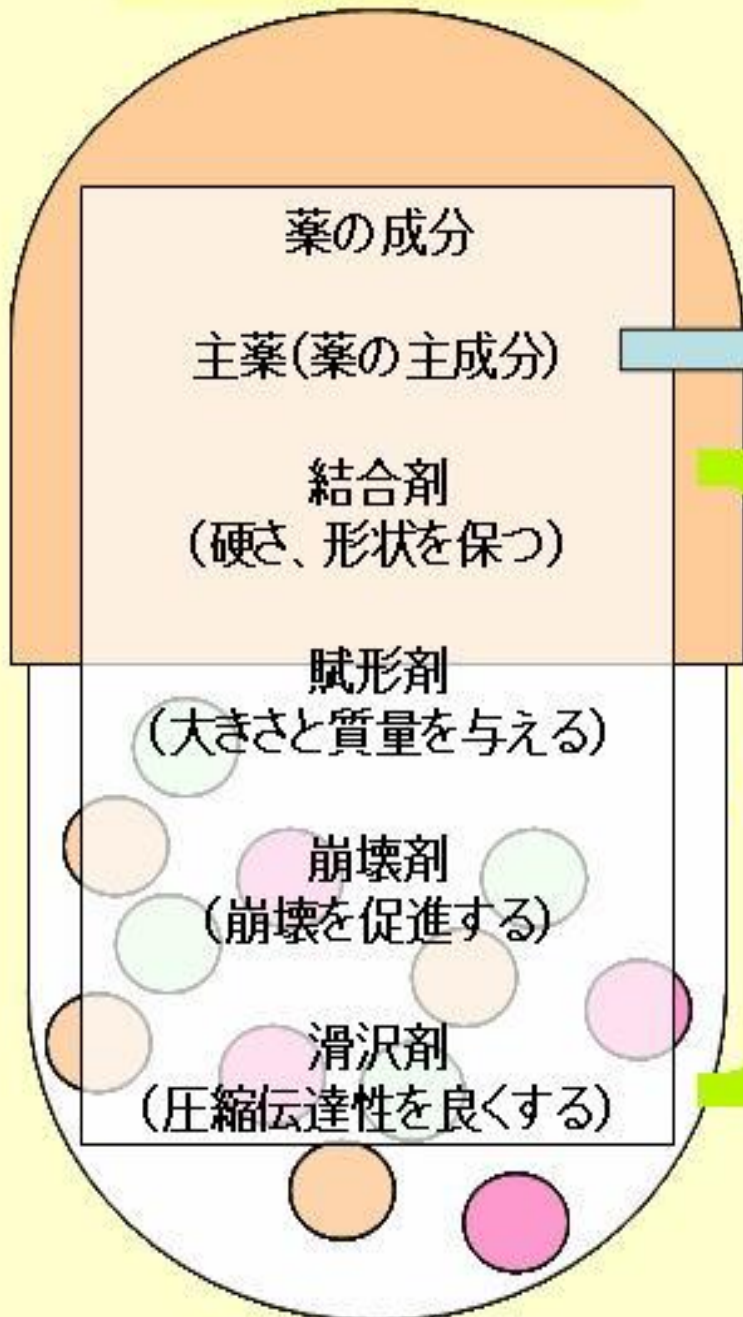 薬の成分
主薬(薬の主成分)
結合剤
(硬さ、形状を保つ)
賦形剤
(大きさと質量を与える)
崩壊剤
(崩壊を促進する)
滑沢剤
(圧縮伝達性を良くする)